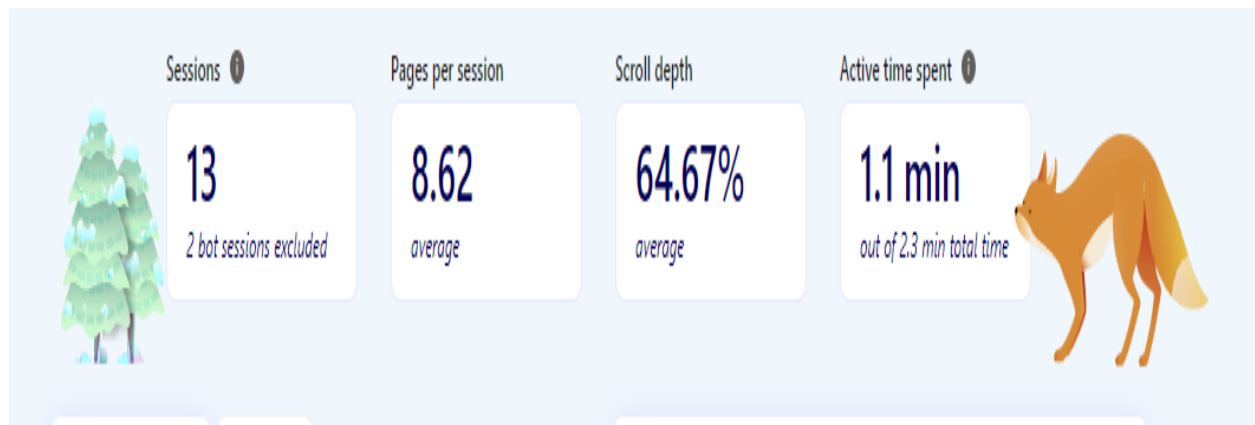 Sessions
Pages per session
Scroll depth
Active time spent
13
8.62
64.67%
1.1 min
2 bot sessions excluded
average
average
out of 2.3 min total time